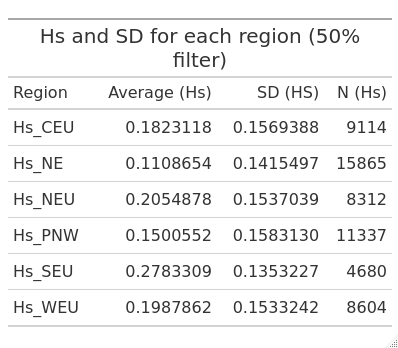 Hs and SD for each region (50%
filter)
Region Average (Hs) SD (HS) N (Hs)
Hs_CEU 0.1823118 0.1569388 9114
Hs_NE 0.1108654 0.1415497 15865
Hs_NEU 0.2054878 0.1537039 8312
Hs_PNW 0.1500552 0.1583130 11337
Hs_SEU 0.2783309 0.1353227 4680
Hs_WEU 0.1987862 0.1533242 8604